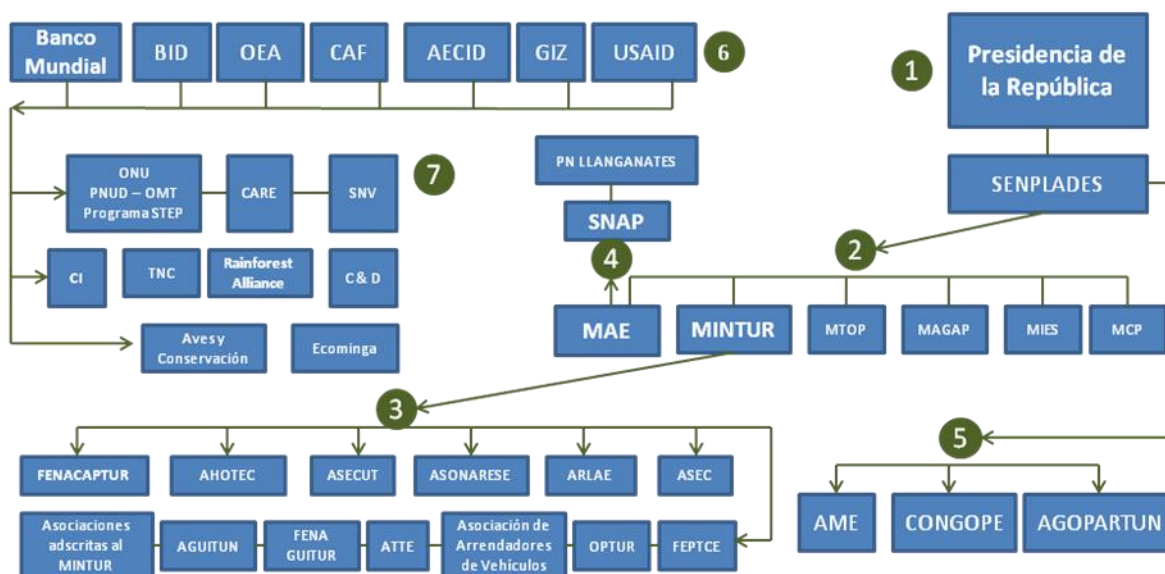 Banco
Mundial
BID
OEA
CAF
AECID
GIZ
USAID
6
1
Presidencia de
la República
ONU
PNUD – OMT
Programa STEP
CARE
SNV
7
PN LLANGANATES
SENPLADES
SNAP
CI
TNC
Rainforest
Alliance
C & D
4
2
Aves y
Conservación
Ecominga
MAE
MINTUR
MTOP
MAGAP
MIES
MCP
3
5
FENACAPTUR
AHOTEC
ASECUT
ASONARESE
ARLAE
ASEC
AME
CONGOPE
AGOPARTUN
Asociaciones
adscritas al
MINTUR
AGUITUN
FENA
GUITUR
ATTE
Asociación de
Arrendadores
de Vehículos
OPTUR
FEPTCE